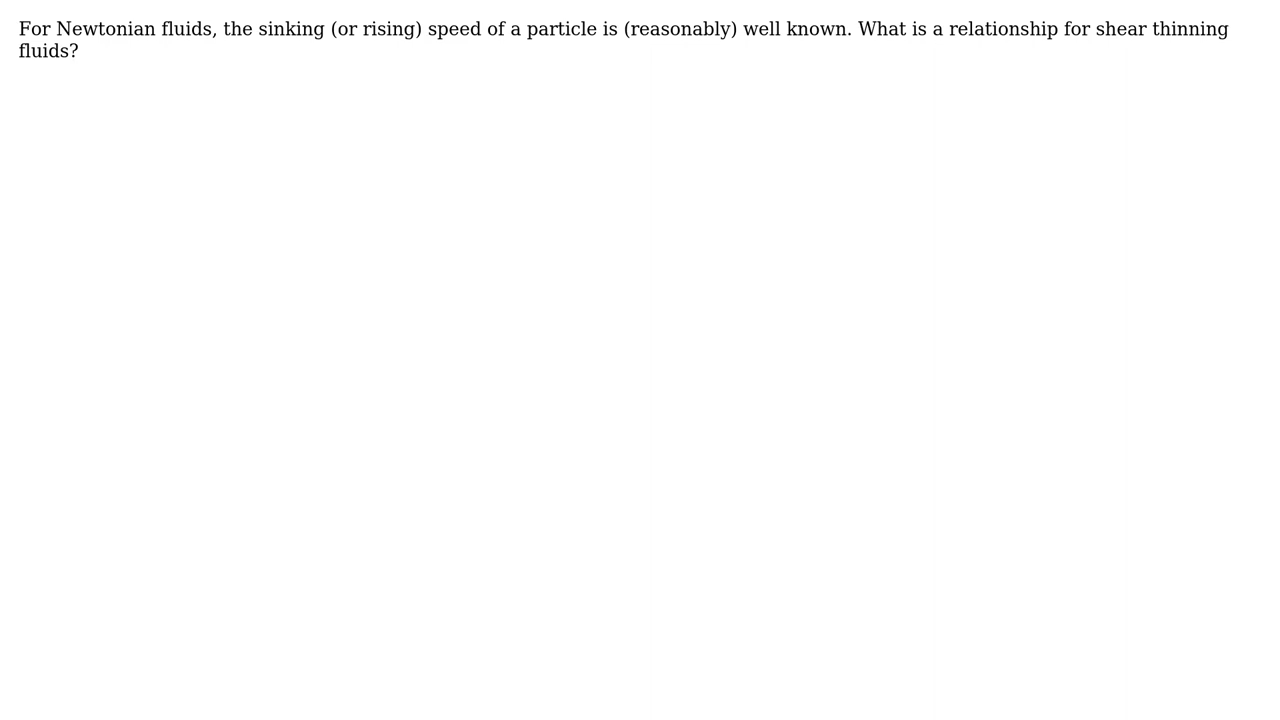 For Newtonian fluids, the sinking (or rising) speed of a particle is (reasonably) well known. What is a relationship for shear thinning
fluids?